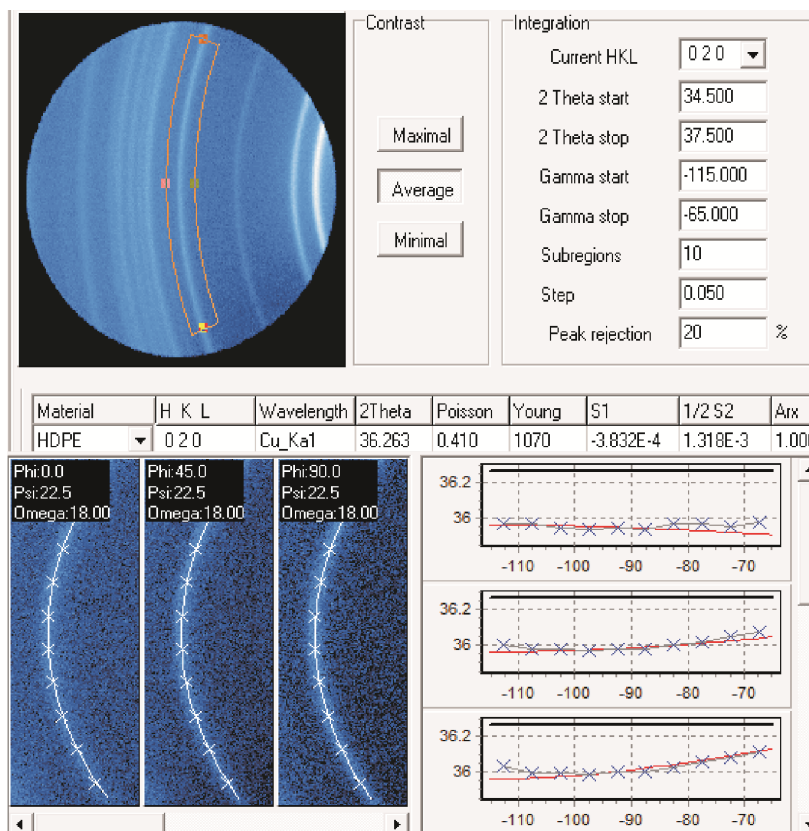 Contrast
Maximal
Average
Minimal
Integration
Current HKL 0 2 0
2 Theta start 34.500
2 Theta stop 37.500
Gamma start -115.000
Gamma stop -65.000
Subregions 10
Step 0.050
Peak rejection 20 %
Material H K L Wavelength 2Theta Poisson Young S1 1/2 S2 Arx
HDPE 0 2 0 Cu_Ka1 36.263 0.410 1070 -3.832E-4 1.318E-3 1.000
Phi:0.0 Phi:45.0 Phi:90.0
Psi:22.5 Psi:22.5 Psi:22.5
Omega:18.00 Omega:18.00 Omega:18.00
36.2
36
-110 -100 -90 -80 -70
36.2
36
-110 -100 -90 -80 -70
36.2
36
-110 -100 -90 -80 -70